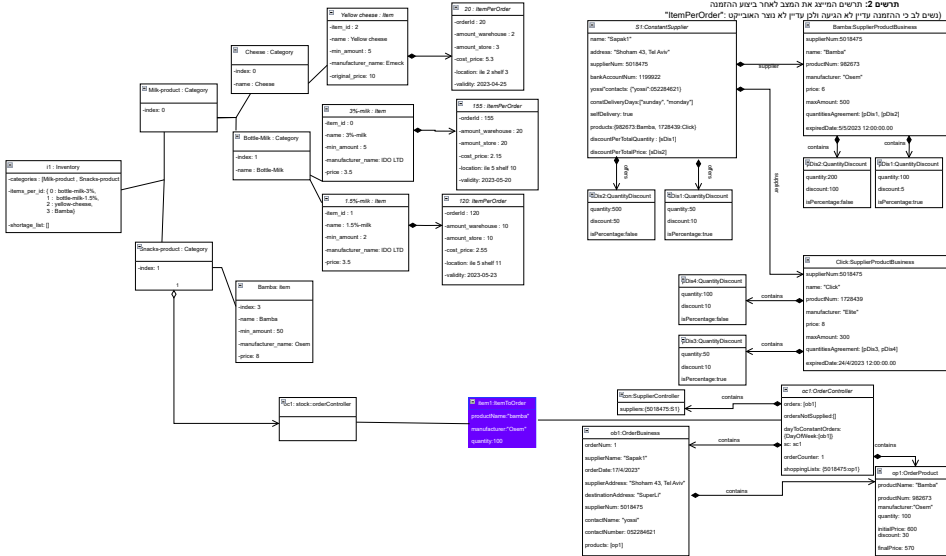 תרשים 2: תרשים המייצג את המצב לאחר ביצוע ההזמנה
(נשים לב כי ההזמנה עדיין לא הגיעה ולכן עדיין לא נוצר האובייקט :"ItemPerOrder"
i1 : Inventory
-categories : [Milk-product , Snacks-product
-items_per_id: { 0 : bottle-milk-3%,
1 : bottle-milk-1.5%,
2 : yellow-cheese,
3 : Bamba}
-shortage_list: []
Milk-product : Category
-index: 0
Cheese : Category
-index: 0
-name : Cheese
Bottle-Milk : Category
-index: 1
-name : Bottle-Milk
Snacks-product : Category
-index: 1
1
Yellow cheese : Item
-item_id : 2
-name : Yellow cheese
-min_amount : 5
-manufacturer_name : Emeck
-original_price: 10
3%-milk : Item
-item_id : 0
-name : 3%-milk
-min_amount : 5
-manufacturer_name: IDO LTD
-price: 3.5
1.5%-milk : Item
-item_id : 1
-name : 1.5%-milk
-min_amount : 2
-manufacturer_name: IDO LTD
-price: 3.5
Bamba: Item
-index: 3
-name : Bamba
-min_amount : 50
-manufacturer_name: Osem
-price: 8
20 : ItemPerOrder
-orderId : 20
-amount_warehouse : 2
-amount_store : 3
-cost_price: 5.3
-location: ile 2 shelf 3
-validity: 2023-04-25
155 : ItemPerOrder
-orderId : 155
-amount_warehouse : 20
-amount_store : 20
-cost_price: 2.15
-location: ile 5 shelf 10
-validity: 2023-05-20
120: ItemPerOrder
-orderId : 120
-amount_warehouse : 10
-amount_store : 10
-cost_price: 2.55
-location: ile 5 shelf 11
-validity: 2023-05-23
oc1: stock::orderController
item1:ItemToOrder
productName:"bamba"
manufacturer:"Osem"
quantity:100
S1:ConstantSupplier
name: "Sapak1"
address: "Shoham 43, Tel Aviv"
supplierNum: 5018475
bankAccountNum: 1199922
yossi"contacts: {"yossi":052284621}
constDeliveryDays:["sunday", "monday"]
selfDelivery: true
products:{982673:Bamba, 1728439:Click}
discountPerTotalQuantity : [sDis1]
discountPerTotalPrice: [sDis2]
supplier
offers
offers
supplier
sDis2:QuantityDiscount
quantity:500
discount:50
isPercentage:false
sDis1:QuantityDiscount
quantity:50
discount:10
isPercentage:true
Bamba:SupplierProductBusiness
supplierNum:5018475
name: "Bamba"
productNum: 982673
manufacturer: "Osem"
price: 6
maxAmount: 500
quantitiesAgreement: [pDis1, pDis2]
expiredDate:5/5/2023 12:00:00.00
contains
contains
pDis2:QuantityDiscount
quantity:200
discount:100
isPercentage:false
pDis1:QuantityDiscount
quantity:100
discount:5
isPercentage:true
Click:SupplierProductBusiness
supplierNum:5018475
name: "Click"
productNum: 1728439
manufacturer: "Elite"
price: 8
maxAmount: 300
quantitiesAgreement: [pDis3, pDis4]
expiredDate:24/4/2023 12:00:00.00
contains
contains
pDis4:QuantityDiscount
quantity:100
discount:10
isPercentage:false
pDis3:QuantityDiscount
quantity:50
discount:10
isPercentage:true
con:SupplierController
suppliers:{5018475:S1}
contains
oc1:OrderController
orders: [ob1]
ordersNotSupplied:[]
dayToConstantOrders:
{DayOfWeek:[ob1]}
sc: sc1
orderCounter: 1
shoppingLists: {5018475:op1}
contains
contains
ob1:OrderBusiness
orderNum: 1
supplierName: "Sapak1"
orderDate:17/4/2023"
supplierAddress: "Shoham 43, Tel Aviv"
destinationAddress: "SuperLi"
supplierNum: 5018475
contactName: "yossi"
contactNumber: 052284621
products: [op1]
contains
op1:OrderProduct
productName: "Bamba"
productNum: 982673
manufacturer:"Osem"
quantity: 100
initialPrice: 600
discount: 30
finalPrice: 570